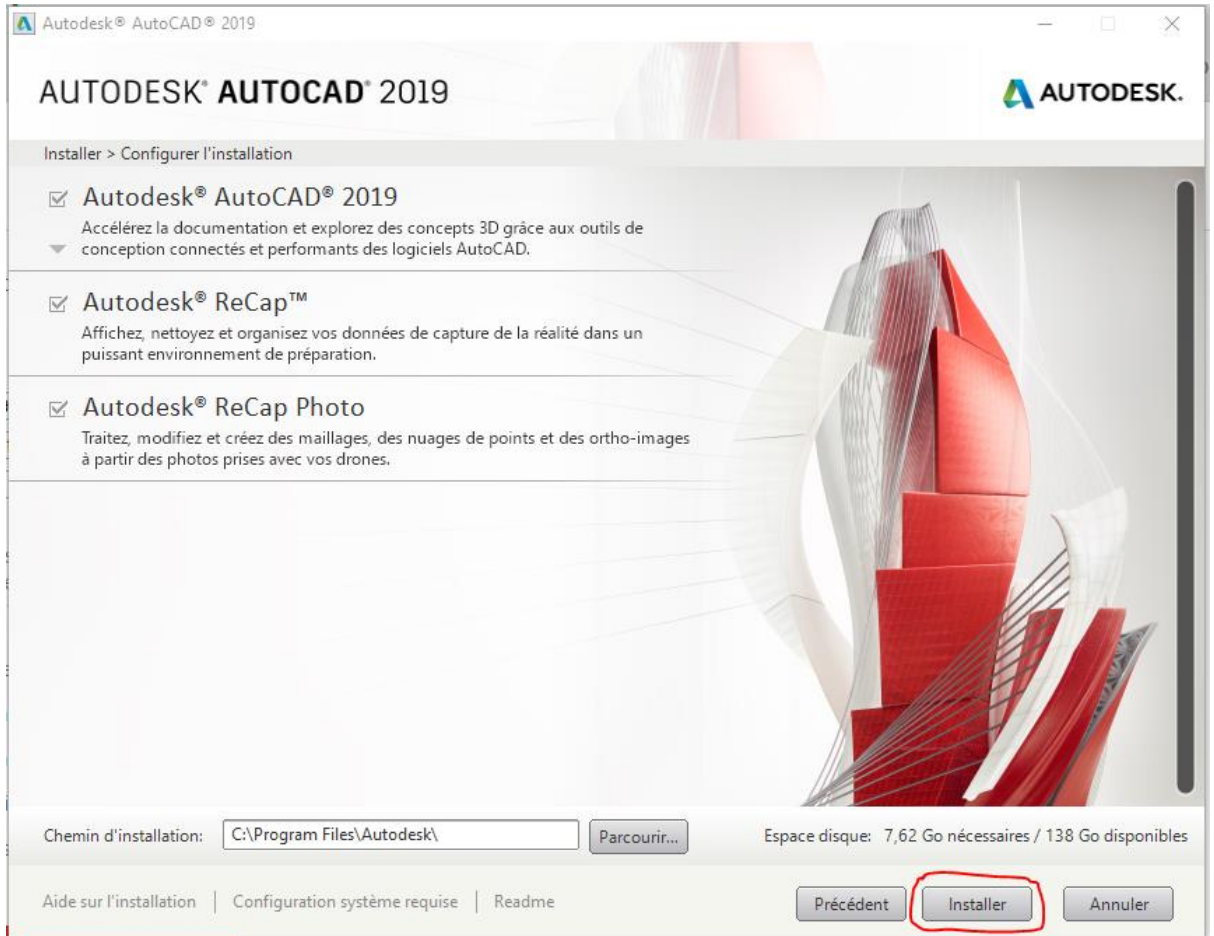 Autodesk® AutoCAD® 2019
AUTODESK® AUTOCAD® 2019
AUTODESK.
Installer > Configurer l'installation
Autodesk® AutoCAD® 2019
Accélérez la documentation et explorez des concepts 3D grâce aux outils de
conception connectés et performants des logiciels AutoCAD.
Autodesk® ReCap™
Affichez, nettoyez et organisez vos données de capture de la réalité dans un
puissant environnement de préparation.
Autodesk® ReCap Photo
Traitez, modifiez et créez des maillages, des nuages de points et des ortho-images
à partir des photos prises avec vos drones.
Chemin d'installation: C:\Program Files\Autodesk\ Parcourir... Espace disque: 7,62 Go nécessaires / 138 Go disponibles
Aide sur l'installation | Configuration système requise | Readme Précédent Installer Annuler